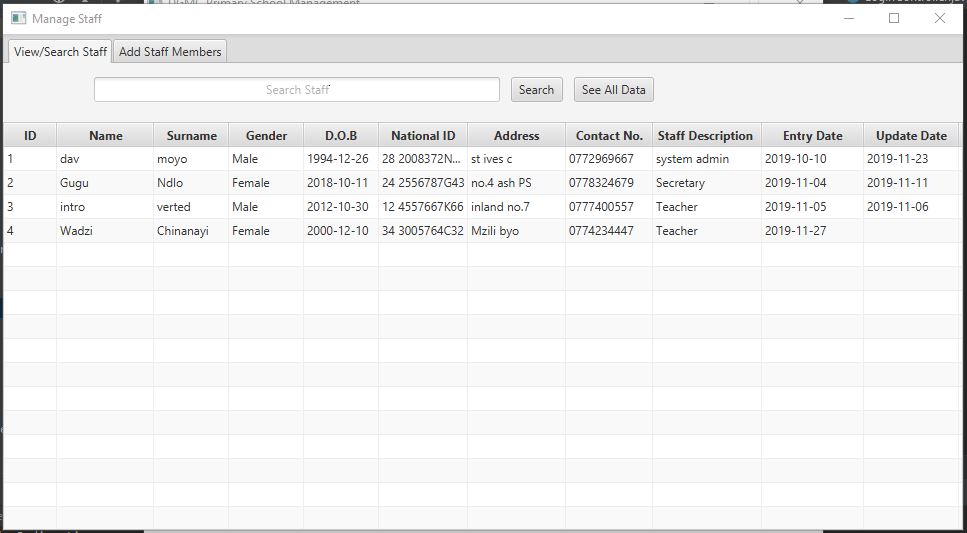 Primary School Management
Manage Staff
View/Search Staff Add Staff Members
Search Staff Search See All Data
ID Name Surname Gender D.O.B National ID Address Contact No. Staff Description Entry Date Update Date
1 dav moyo Male 1994-12-26 28 2008372N... st ives c 0772969667 system admin 2019-10-10 2019-11-23
2 Gugu Ndlo Female 2018-10-11 24 2556787G43 no.4 ash PS 0778324679 Secretary 2019-11-04 2019-11-11
3 intro verted Male 2012-10-30 12 4557667K66 inland no.7 0777400557 Teacher 2019-11-05 2019-11-06
4 Wadzi Chinanayi Female 2000-12-10 34 3005764C32 Mzili byo 0774234447 Teacher 2019-11-27